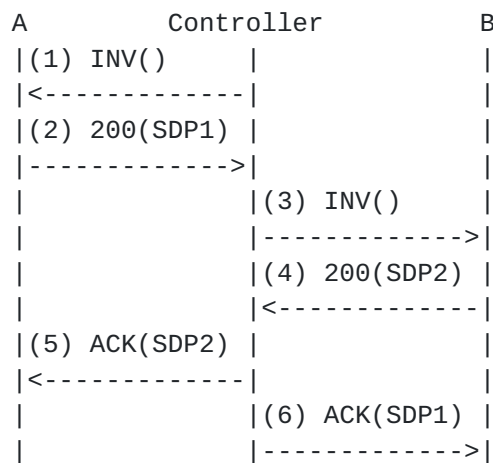 A          Controller          B
|(1) INV()    |             |
|<------------|             |
|(2) 200(SDP1) |             |
|------------>|             |
|             |(3) INV()    |
|             |------------>|
|             |(4) 200(SDP2) |
|             |<------------|
|(5) ACK(SDP2) |             |
|<------------|             |
|             |(6) ACK(SDP1) |
|             |------------>|